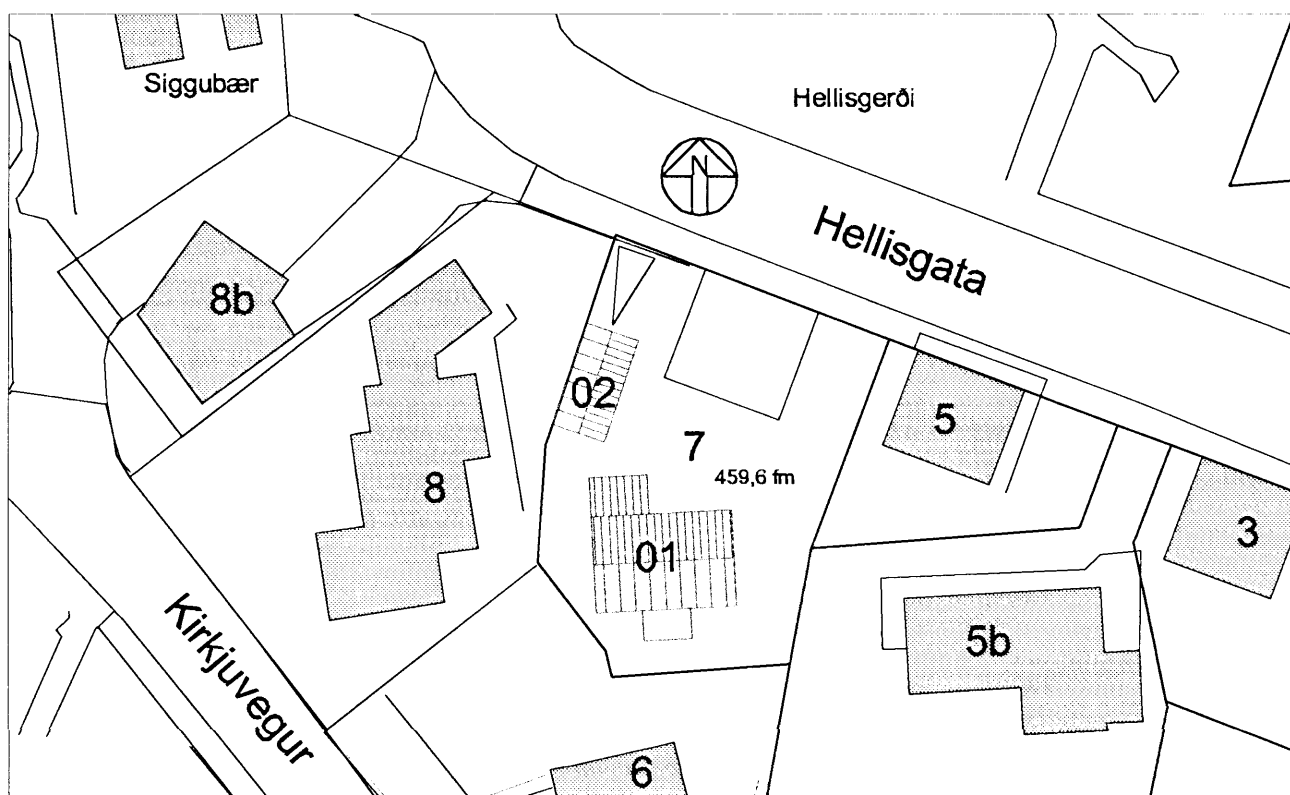 Siggubær
Hellisgerði
N
Hellisgata
8b
02
5
7
459,6 fm
8
3
01
5b
Kirkjuvegur
6